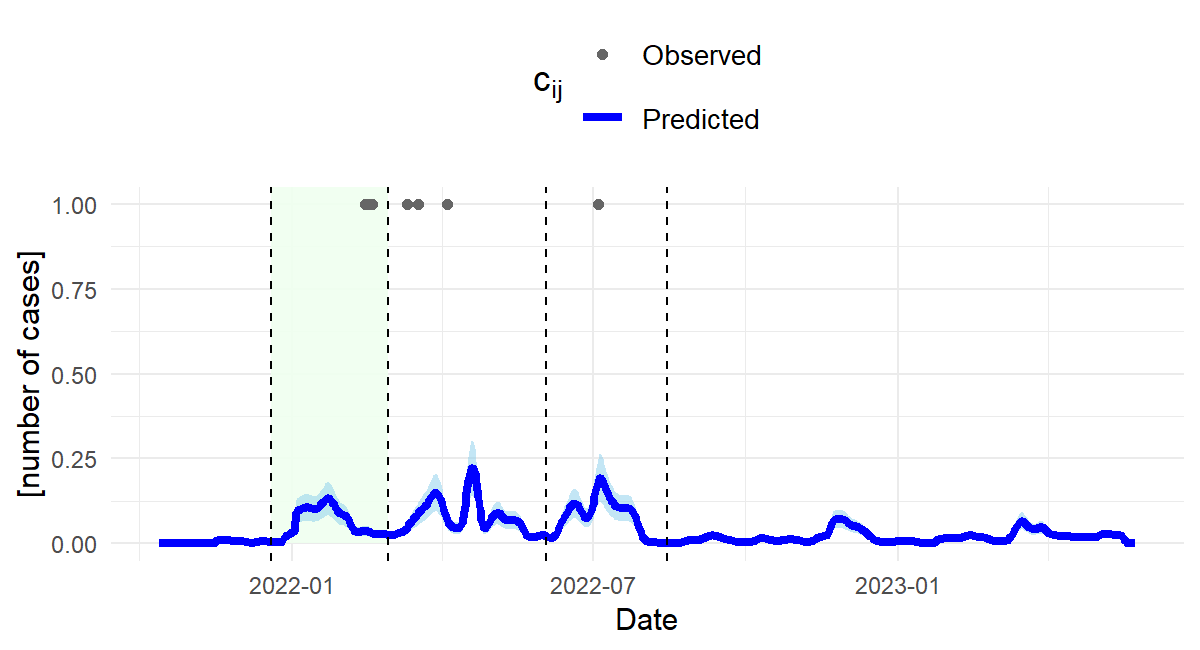 Observed
c_ij
Predicted
1.00
0.75
0.50
0.25
0.00
[number of cases]
2022-01
2022-07
2023-01
Date